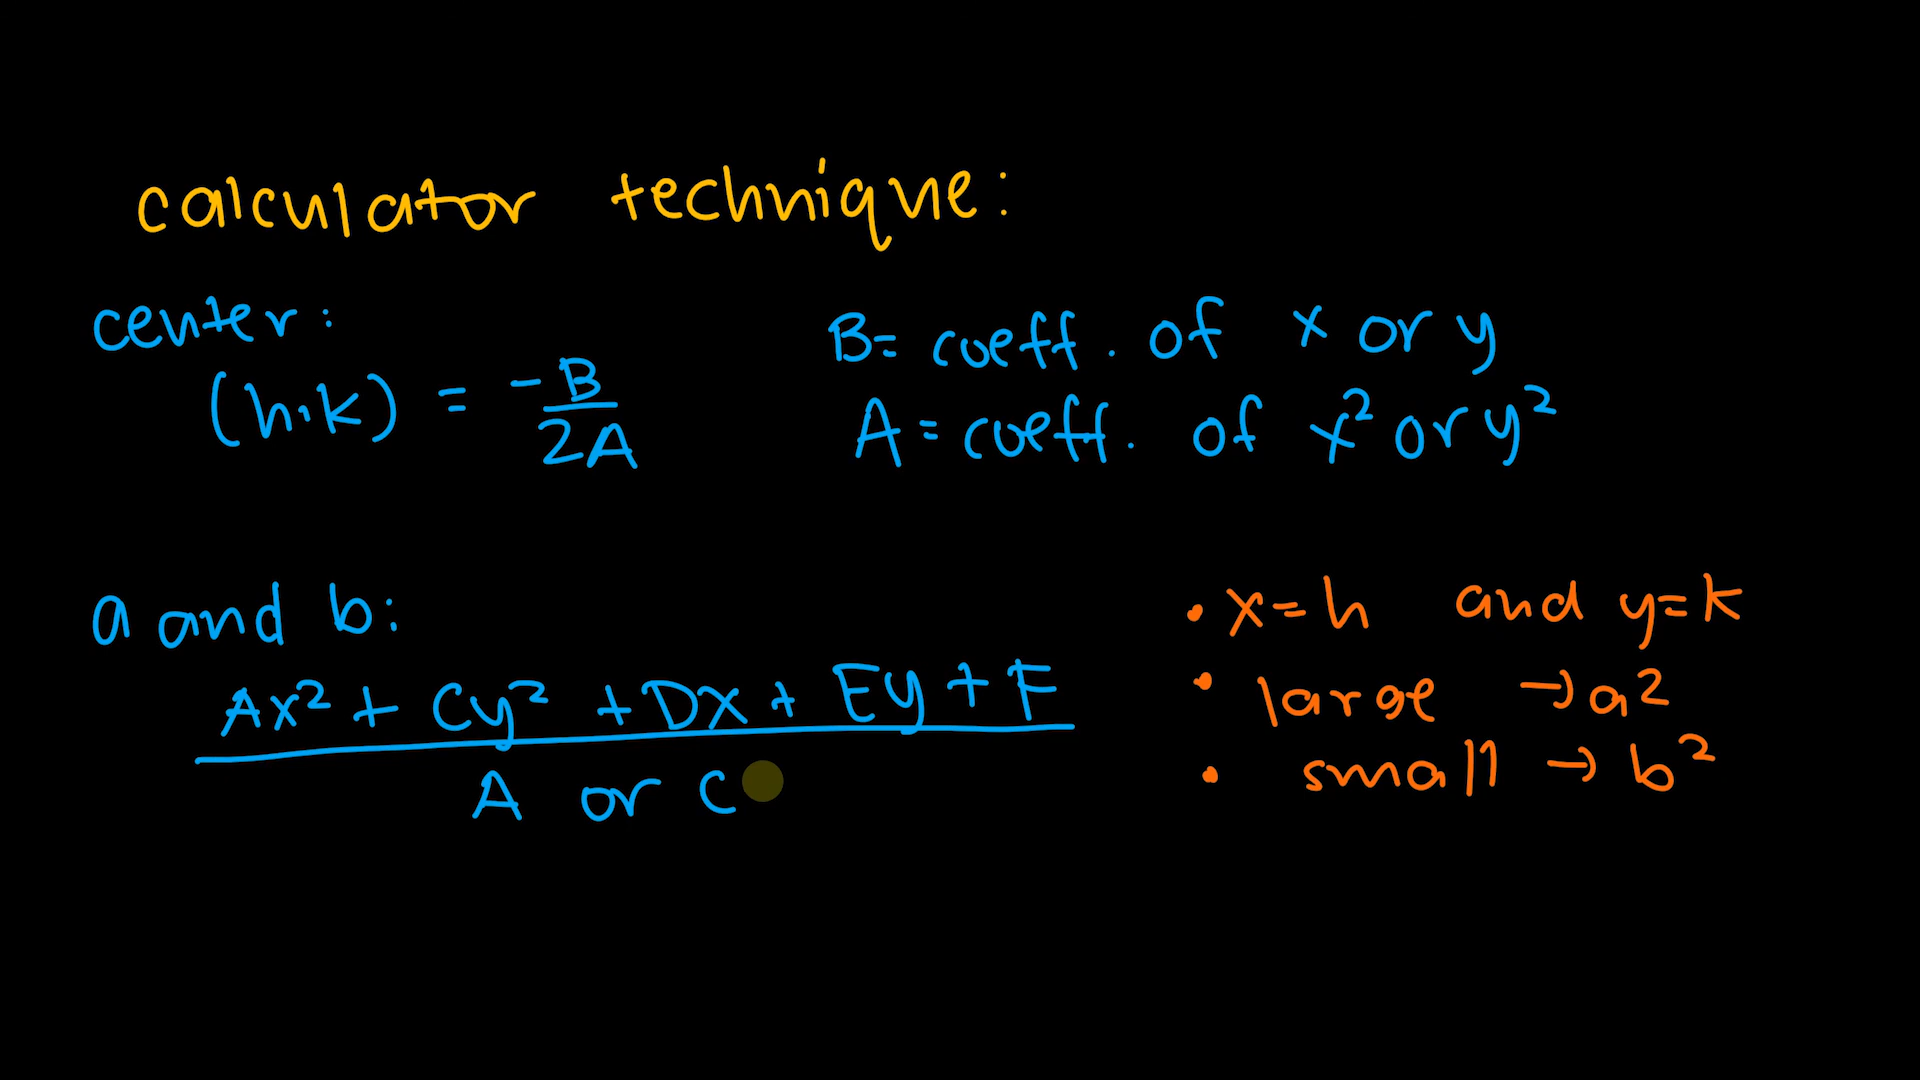 calculator technique:
center:
(h,k) = -B/2A
B= coeff. of x or y
A= coeff. of x² or y²
a and b:
Ax² + Cy² + Dx + Ey + F
A or C
• x=h and y=k
• large → a²
• small → b²